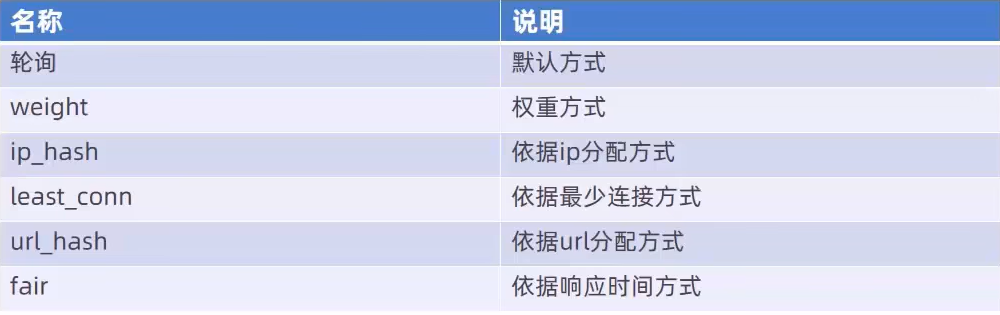 名称 说明
轮询 默认方式
weight 权重方式
ip_hash 依据ip分配方式
least_conn 依据最少连接方式
url_hash 依据url分配方式
fair 依据响应时间方式